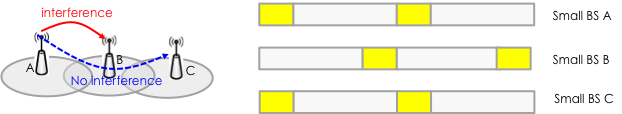 interference
A
B
C
No interference
Small BS A
Small BS B
Small BS C